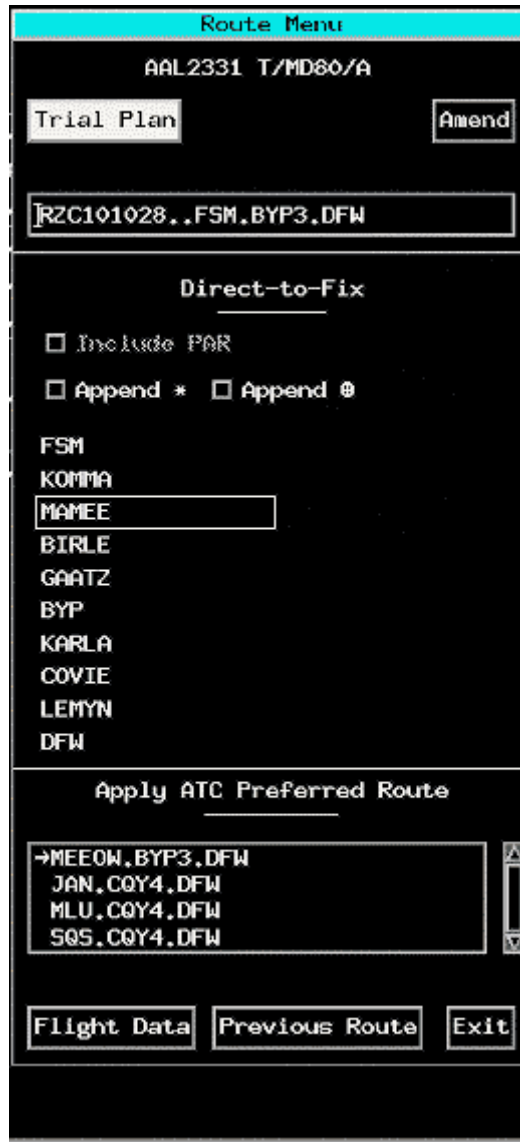 Route Menu
AAL2331 T/MD80/A
Trial Plan Amend
RZC101028..FSM.BYP3.DFW
Direct-to-Fix
Include PAR
Append * Append ⊕
FSM
KOMMA
MAMEE
BIRLE
GAATZ
BYP
KARLA
COVIE
LEMYN
DFW
Apply ATC Preferred Route
→MEEOW.BYP3.DFW
JAN.CQY4.DFW
MLU.CQY4.DFW
SQS.CQY4.DFW
Flight Data Previous Route Exit